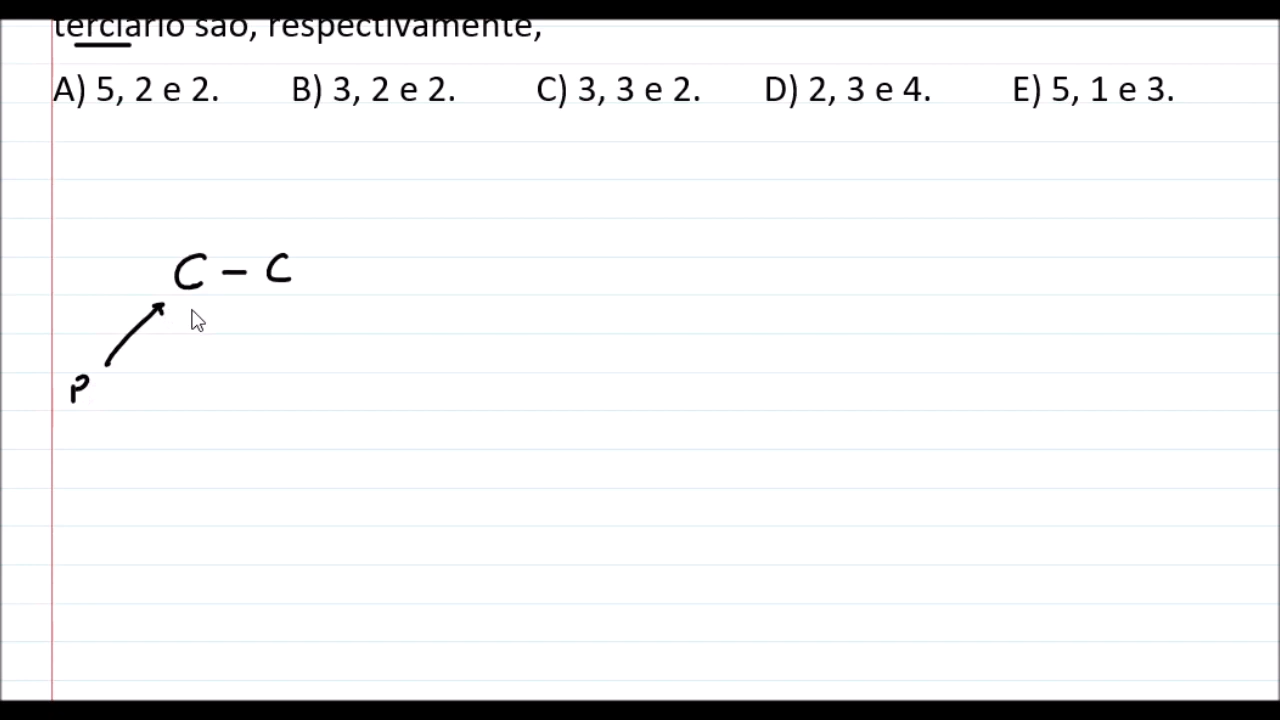 terciário são, respectivamente,
A) 5, 2 e 2. B) 3, 2 e 2. C) 3, 3 e 2. D) 2, 3 e 4. E) 5, 1 e 3.
C - C
P